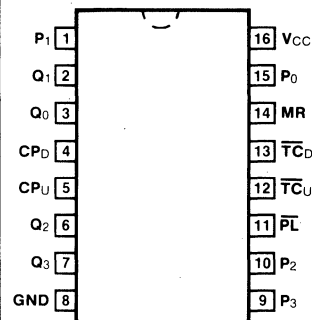 P1 1 16 VCC
Q1 2 15 P0
Q0 3 14 MR
CPD 4 13 TCD
CPU 5 12 TCU
Q2 6 11 PL
Q3 7 10 P2
GND 8 9 P3